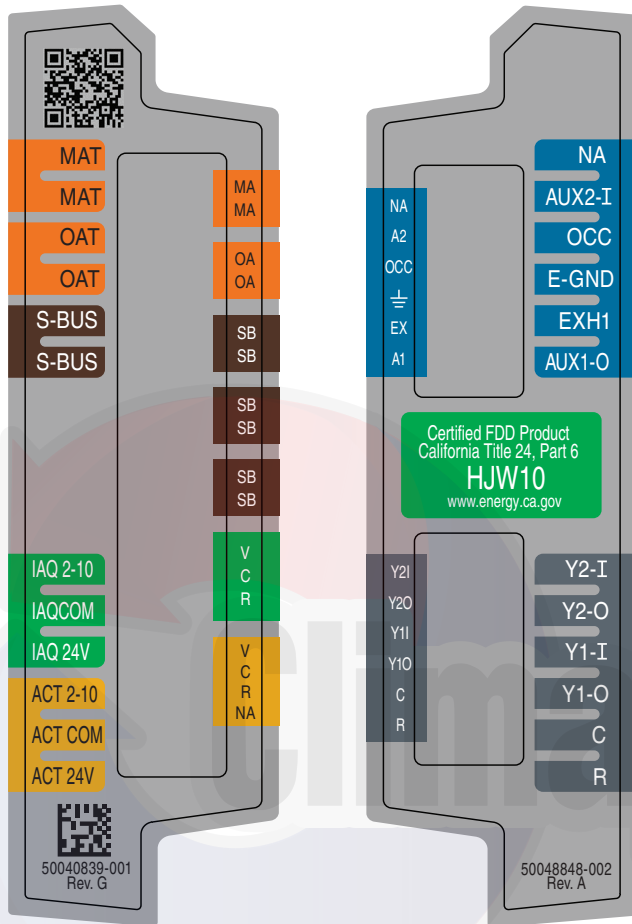 MAT
MAT
OAT
OAT
S-BUS
S-BUS
IAQ 2-10
IAQCOM
IAQ 24V
ACT 2-10
ACT COM
ACT 24V
50040839-001
Rev. G
MA
MA
OA
OA
SB
SB
SB
SB
SB
SB
V
C
R
V
C
R
NA
NA
A2
OCC
EX
A1
NA
AUX2-I
OCC
E-GND
EXH1
AUX1-O
Certified FDD Product
California Title 24, Part 6
HJW10
www.energy.ca.gov
Y2I
Y2O
Y1I
Y1O
C
R
Y2-I
Y2-O
Y1-I
Y1-O
C
R
50048848-002
Rev. A
Clima